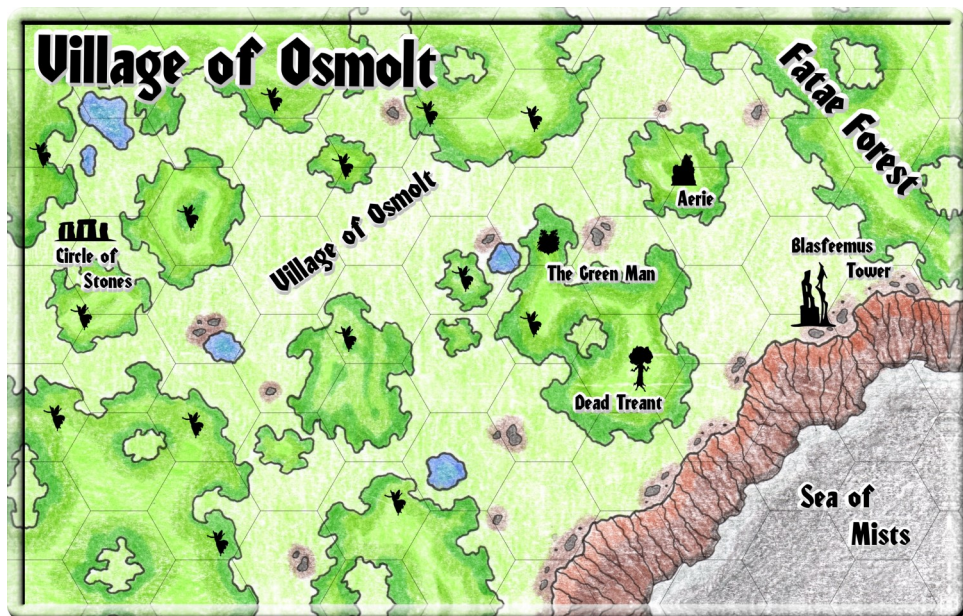 Village of Osmolt
Fatae Forest
Aerie
Village of Osmolt
Circle of
Stones
The Green Man
Blasfeemus
Tower
Dead Treant
Sea of
Mists